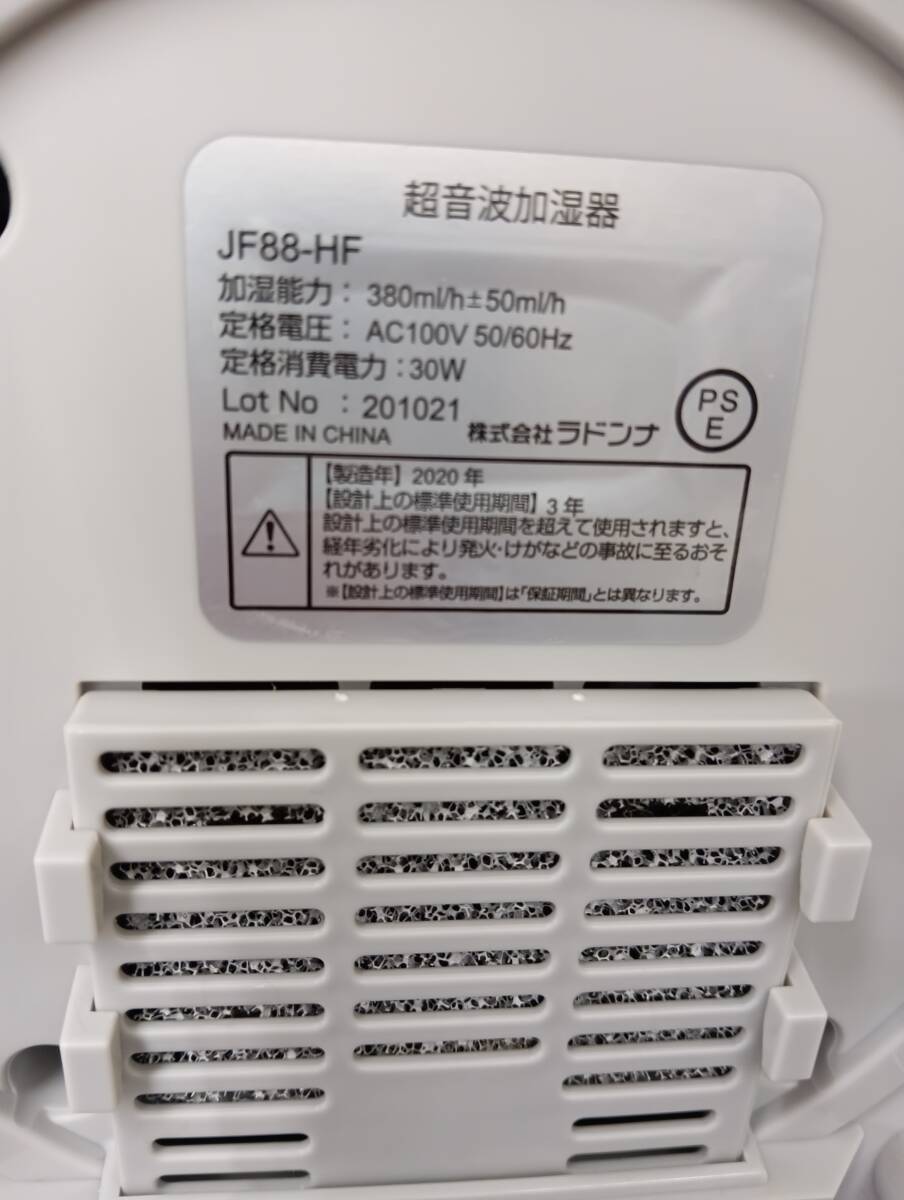 超音波加湿器
JF88-HF
加湿能力： 380ml/h±50ml/h
定格電圧： AC100V 50/60Hz
定格消費電力：30W
Lot No ：201021
MADE IN CHINA 株式会社ラドンナ
PS
E
【製造年】2020年
【設計上の標準使用期間】3年
設計上の標準使用期間を超えて使用されますと、
経年劣化により発火・けがなどの事故に至るおそ
れがあります。
※【設計上の標準使用期間】は「保証期間」とは異なります。